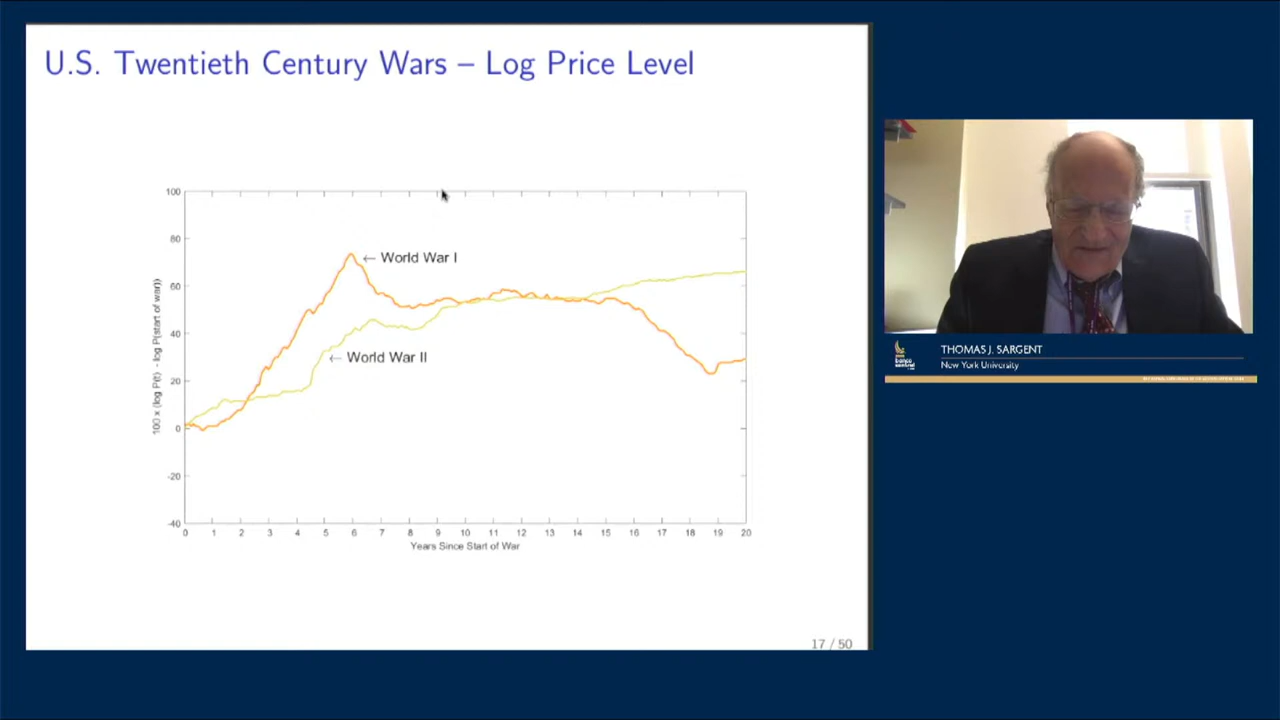 U.S. Twentieth Century Wars – Log Price Level
100
80
60
40
20
0
-20
-40
100 x (log P(t) - log P(start of war))
← World War I
← World War II
0 1 2 3 4 5 6 7 8 9 10 11 12 13 14 15 16 17 18 19 20
Years Since Start of War
17 / 50
THOMAS J. SARGENT
New York University